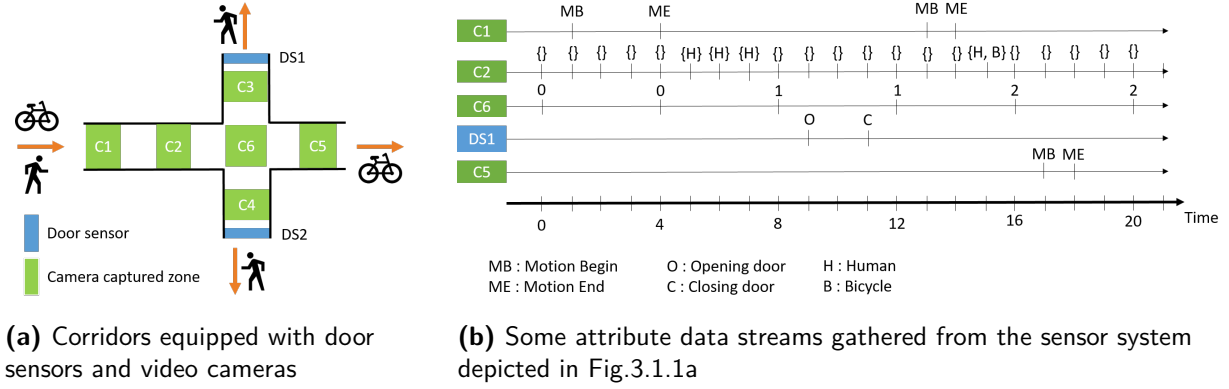 DS1
C3
C1 C2 C6 C5
C4
DS2
Door sensor
Camera captured zone
MB ME MB ME
C1
{} {} {} {} {} {H} {H} {H} {} {} {} {} {} {} {} {H, B} {} {} {} {} {}
C2
0 0 1 1 2 2
C6
O C
DS1
MB ME
C5
0 4 8 12 16 20 Time
MB : Motion Begin O : Opening door H : Human
ME : Motion End C : Closing door B : Bicycle
(a) Corridors equipped with door
sensors and video cameras
(b) Some attribute data streams gathered from the sensor system
depicted in Fig.3.1.1a